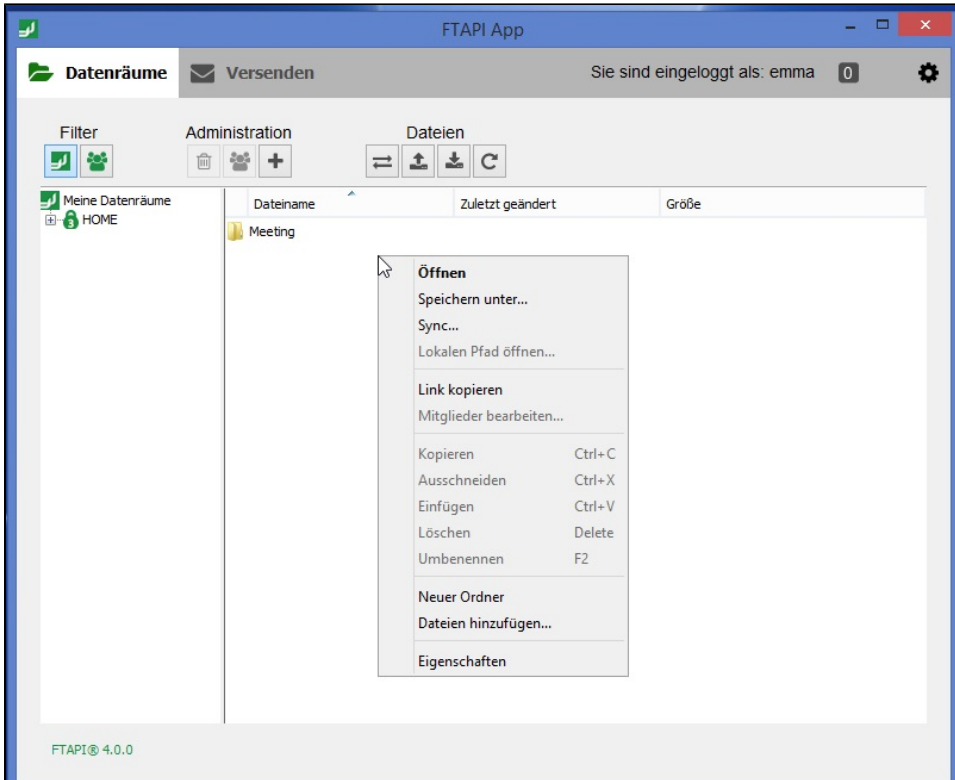 FTAPI App
Datenräume Versenden Sie sind eingeloggt als: emma 0
Filter Administration Dateien
Meine Datenräume Dateiname Zuletzt geändert Größe
3 HOME
Meeting
Öffnen
Speichern unter...
Sync...
Lokalen Pfad öffnen...
Link kopieren
Mitglieder bearbeiten...
Kopieren Ctrl+C
Ausschneiden Ctrl+X
Einfügen Ctrl+V
Löschen Delete
Umbenennen F2
Neuer Ordner
Dateien hinzufügen...
Eigenschaften
FTAPI® 4.0.0